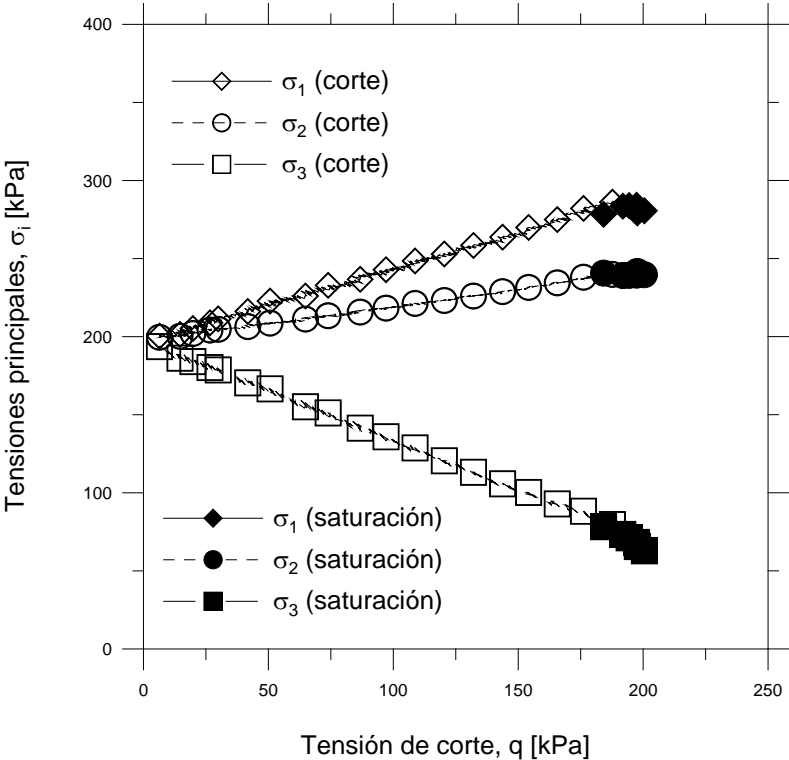 400
300
200
100
0
Tensiones principales, σi [kPa]
σ1 (corte)
σ2 (corte)
σ3 (corte)
σ1 (saturación)
σ2 (saturación)
σ3 (saturación)
0 50 100 150 200 250
Tensión de corte, q [kPa]